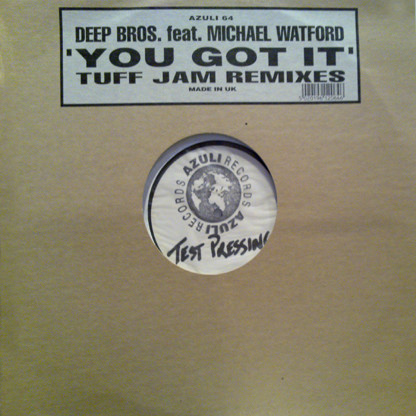 AZULI 64
DEEP BROS. feat. MICHAEL WATFORD
'YOU GOT IT'
TUFF JAM REMIXES
MADE IN UK
AZULI RECORDS
AZULI RECORDS
TEST PRESSING